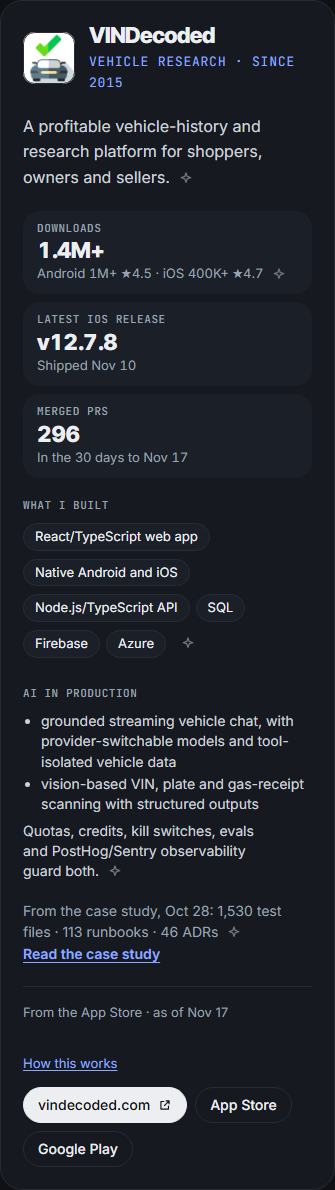 VINDecoded
VEHICLE RESEARCH · SINCE
2015
A profitable vehicle-history and
research platform for shoppers,
owners and sellers.
DOWNLOADS
1.4M+
Android 1M+ ★4.5 · iOS 400K+ ★4.7
LATEST IOS RELEASE
v12.7.8
Shipped Nov 10
MERGED PRS
296
In the 30 days to Nov 17
WHAT I BUILT
React/TypeScript web app
Native Android and iOS
Node.js/TypeScript API SQL
Firebase Azure
AI IN PRODUCTION
• grounded streaming vehicle chat, with
provider-switchable models and tool-
isolated vehicle data
• vision-based VIN, plate and gas-receipt
scanning with structured outputs
Quotas, credits, kill switches, evals
and PostHog/Sentry observability
guard both.
From the case study, Oct 28: 1,530 test
files · 113 runbooks · 46 ADRs
Read the case study
From the App Store · as of Nov 17
How this works
vindecoded.com App Store
Google Play